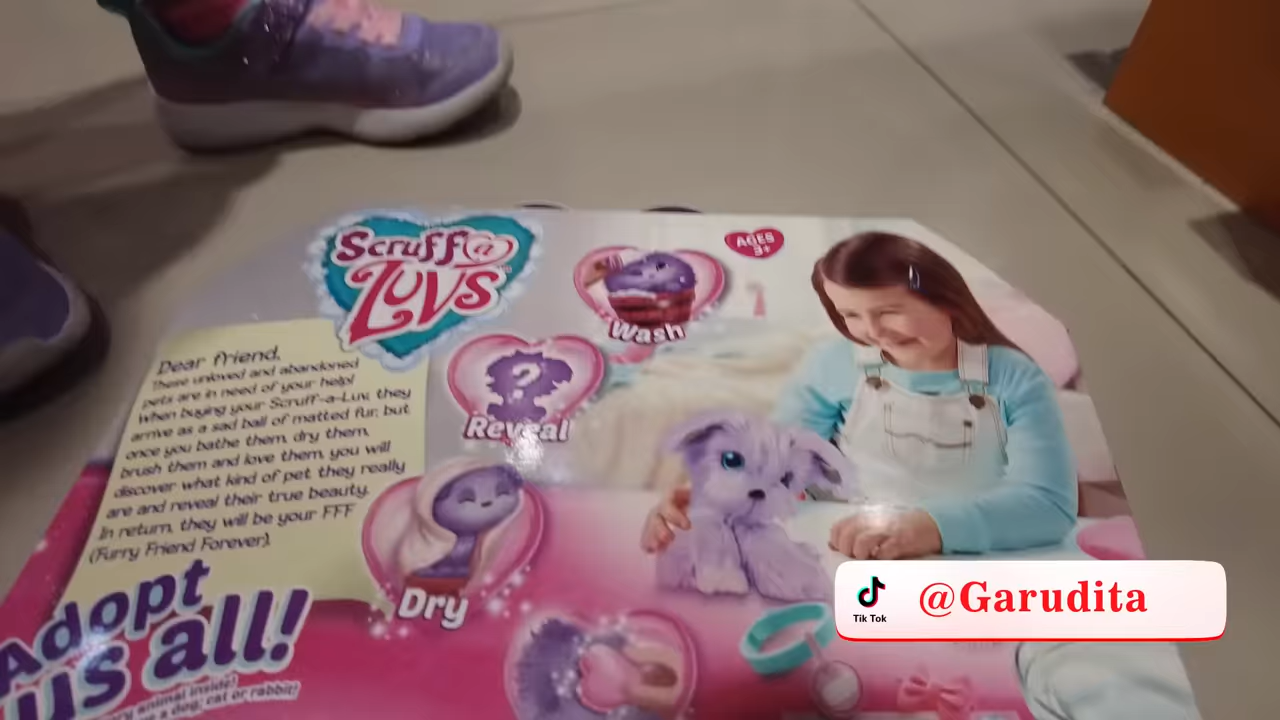 Scruff a
Luvs
AGES
3+
Wash
Reveal
Dear friend,
These unloved and abandoned
pets are in need of your help!
When buying your Scruff-a-Luv, they
arrive as a sad ball of matted fur, but
once you bathe them, dry them,
brush them and love them, you will
discover what kind of pet they really
are and reveal their true beauty.
In return, they will be your FFF
(Furry Friend Forever).
Dry
Adopt
us all!
animal inside!
a dog, cat or rabbit!
Tik Tok
@Garudita